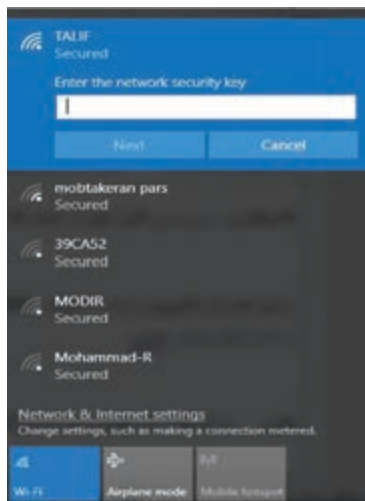 TALIF
Secured
Enter the network security key
Next
Cancel
mobtakeran pars
Secured
39CA52
Secured
MODIR
Secured
Mohammad-R
Secured
Network & Internet settings
Change settings, such as making a connection metered.
Wi-Fi
Airplane mode
Mobile hotspot